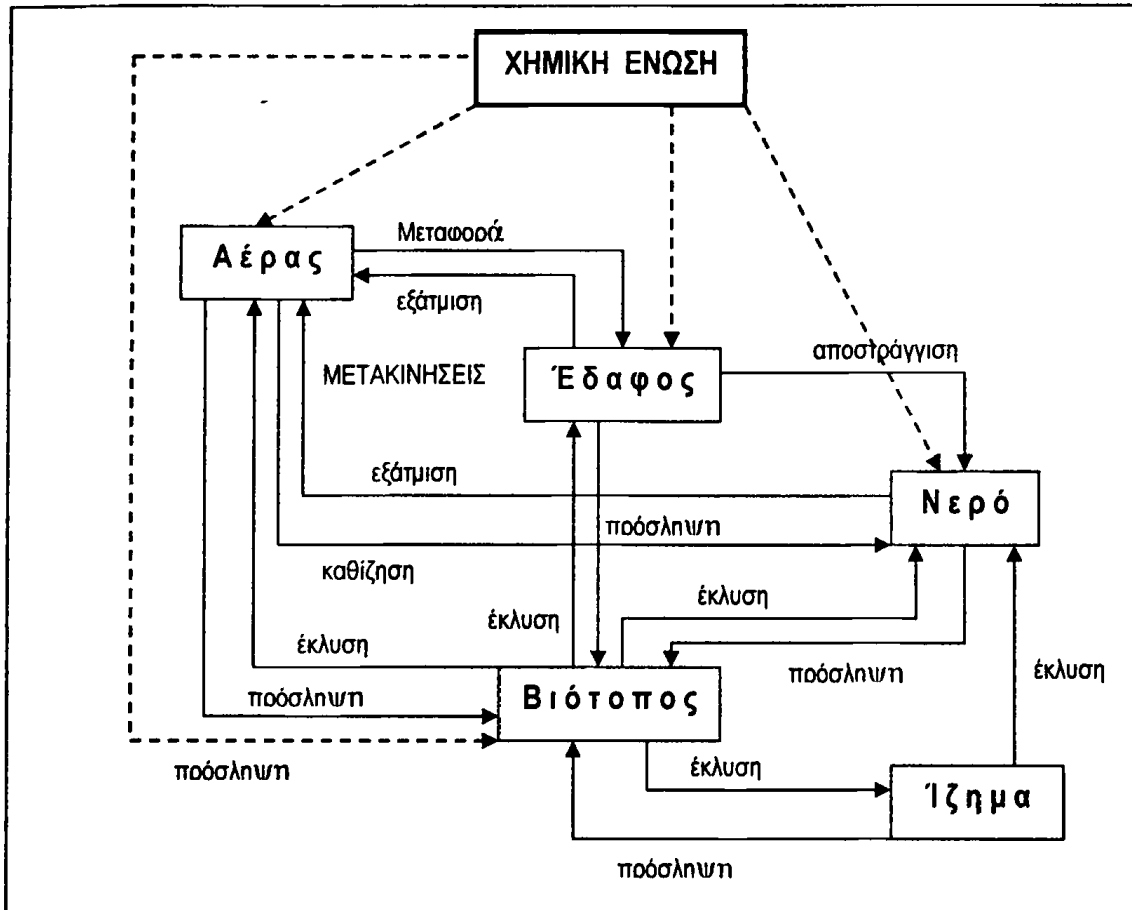 ΧΗΜΙΚΗ ΕΝΩΣΗ
Μεταφορά
Αέρας
εξάτμιση
αποστράγγιση
ΜΕΤΑΚΙΝΗΣΕΙΣ
Έδαφος
εξάτμιση
Νερό
πρόσληψη
καθίζηση
έκλυση
έκλυση
έκλυση
πρόσληψη
έκλυση
Βιότοπος
πρόσληψη
πρόσληψη
έκλυση
Ίζημα
πρόσληψη